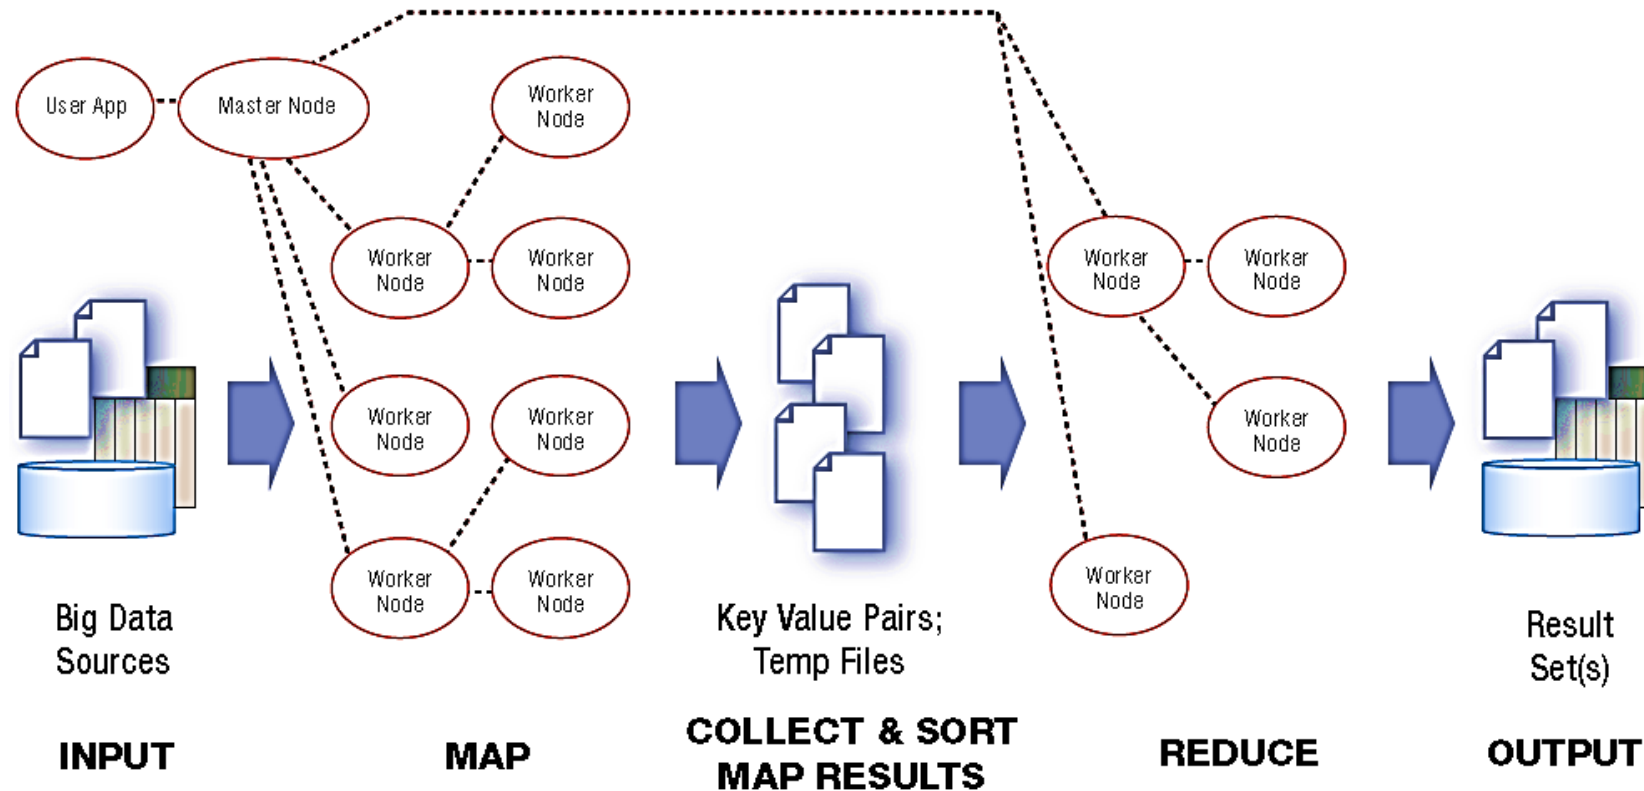 User App
Master Node
Worker
Node
Worker
Node
Worker
Node
Worker
Node
Worker
Node
Worker
Node
Worker
Node
Worker
Node
Worker
Node
Worker
Node
Worker
Node
Big Data
Sources
Key Value Pairs;
Temp Files
Result
Set(s)
INPUT
MAP
COLLECT & SORT
MAP RESULTS
REDUCE
OUTPUT